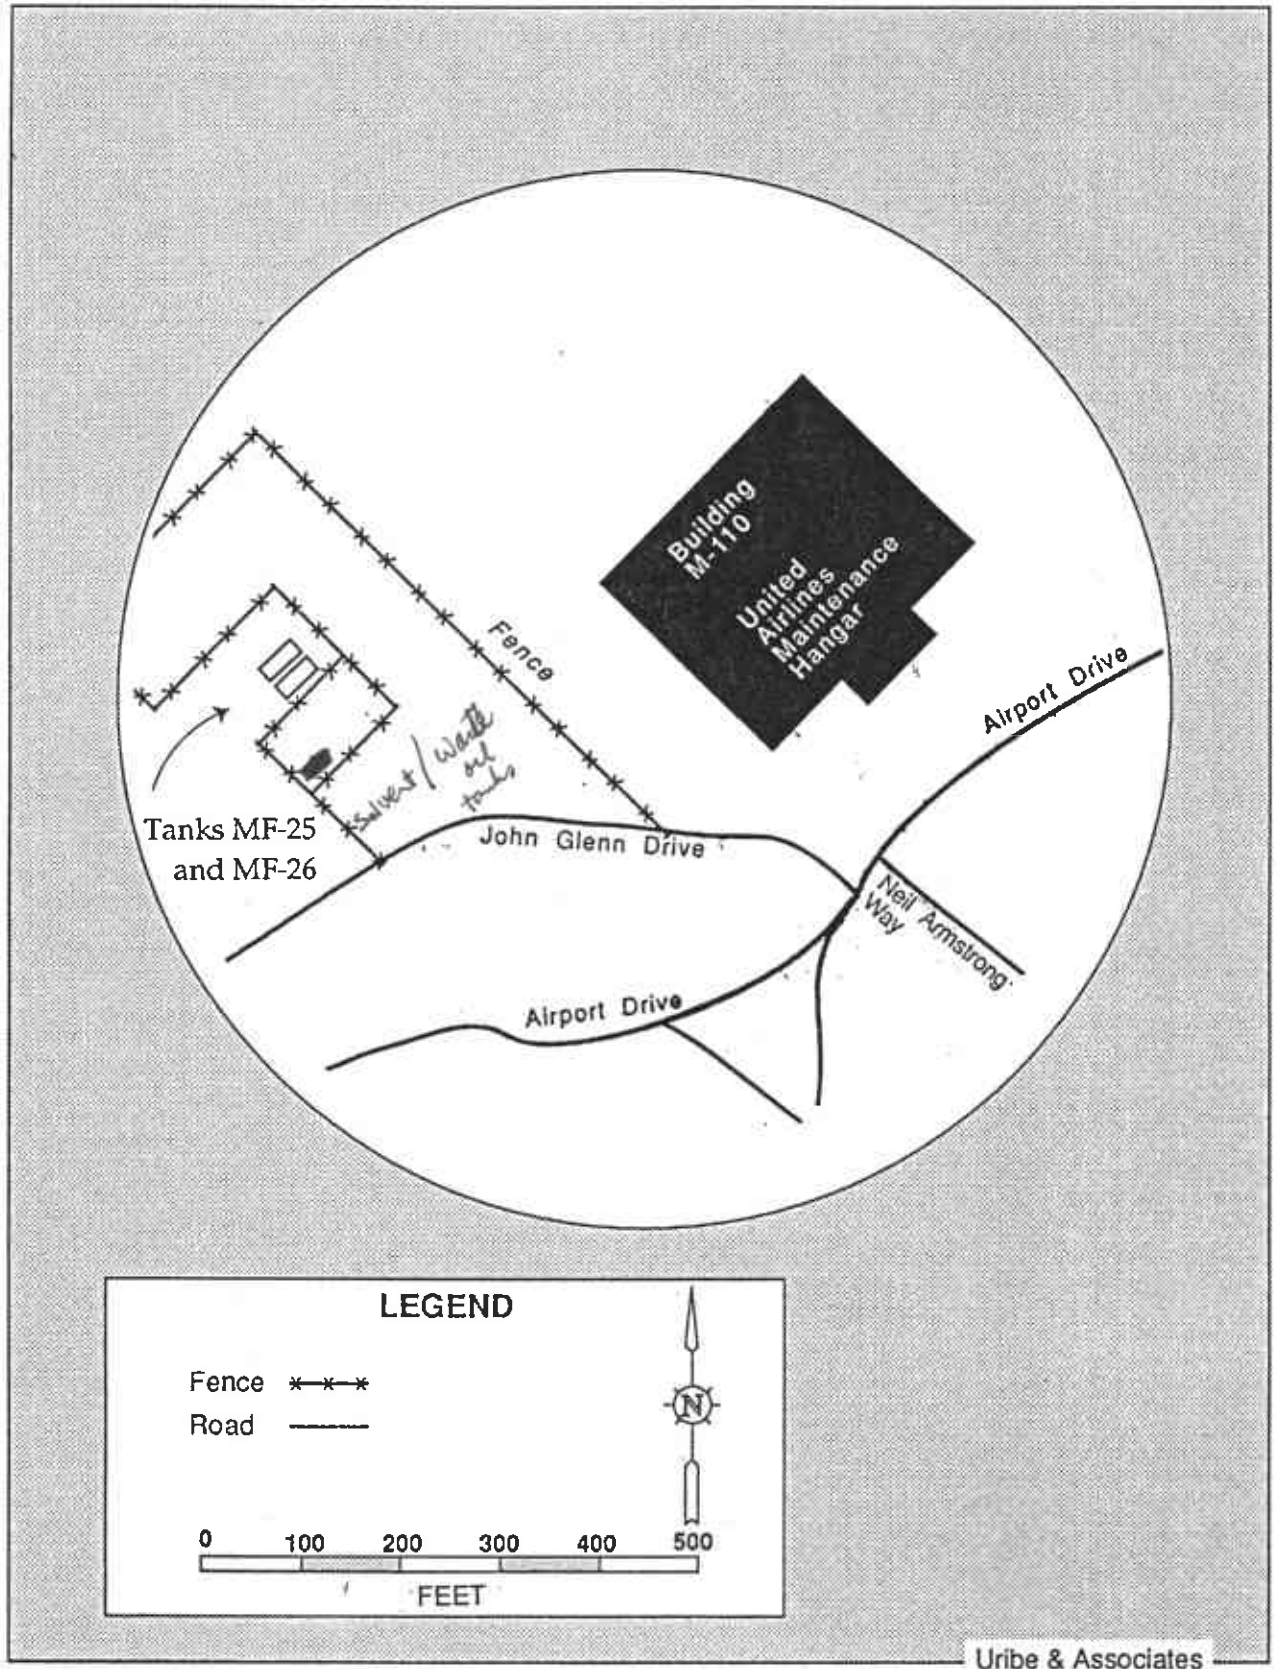 Building
M-110
United
Airlines
Maintenance
Hangar
Fence
Airport Drive
Solvent/Waste
oil
tanks
Tanks MF-25
and MF-26
John Glenn Drive
Neil Armstrong
Way
Airport Drive
LEGEND
Fence
Road
N
0 100 200 300 400 500
FEET
Uribe & Associates